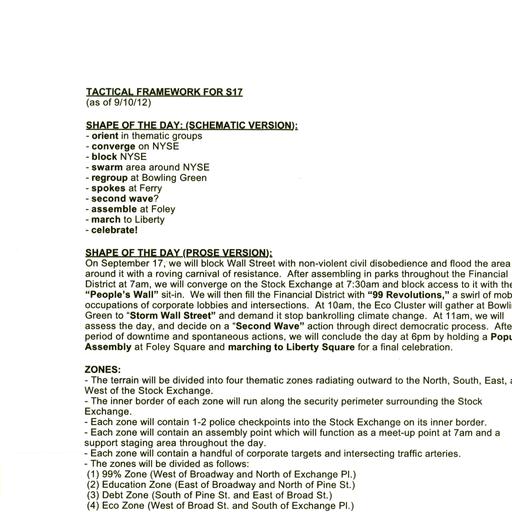 TACTICAL FRAMEWORK FOR S17
(as of 9/10/12)
SHAPE OF THE DAY: (SCHEMATIC VERSION):
- orient in thematic groups
- converge on NYSE
- block NYSE
- swarm area around NYSE
- regroup at Bowling Green
- spokes at Ferry
- second wave?
- assemble at Foley
- march to Liberty
- celebrate!
SHAPE OF THE DAY (PROSE VERSION):
On September 17, we will block Wall Street with non-violent civil disobedience and flood the area
around it with a roving carnival of resistance. After assembling in parks throughout the Financial
District at 7am, we will converge on the Stock Exchange at 7:30am and block access to it with the
"People's Wall" sit-in. We will then fill the Financial District with "99 Revolutions," a swirl of mob
occupations of corporate lobbies and intersections. At 10am, the Eco Cluster will gather at Bowli
Green to "Storm Wall Street" and demand it stop bankrolling climate change. At 11am, we will
assess the day, and decide on a "Second Wave" action through direct democratic process. Afte
period of downtime and spontaneous actions, we will conclude the day at 6pm by holding a Popu
Assembly at Foley Square and marching to Liberty Square for a final celebration.
ZONES:
- The terrain will be divided into four thematic zones radiating outward to the North, South, East,
West of the Stock Exchange.
- The inner border of each zone will run along the security perimeter surrounding the Stock
Exchange.
- Each zone will contain 1-2 police checkpoints into the Stock Exchange on its inner border.
- Each zone will contain an assembly point which will function as a meet-up point at 7am and a
support staging area throughout the day.
- Each zone will contain a handful of corporate targets and intersecting traffic arteries.
- The zones will be divided as follows:
(1) 99% Zone (West of Broadway and North of Exchange Pl.)
(2) Education Zone (East of Broadway and North of Pine St.)
(3) Debt Zone (South of Pine St. and East of Broad St.)
(4) Eco Zone (West of Broad St. and South of Exchange Pl.)